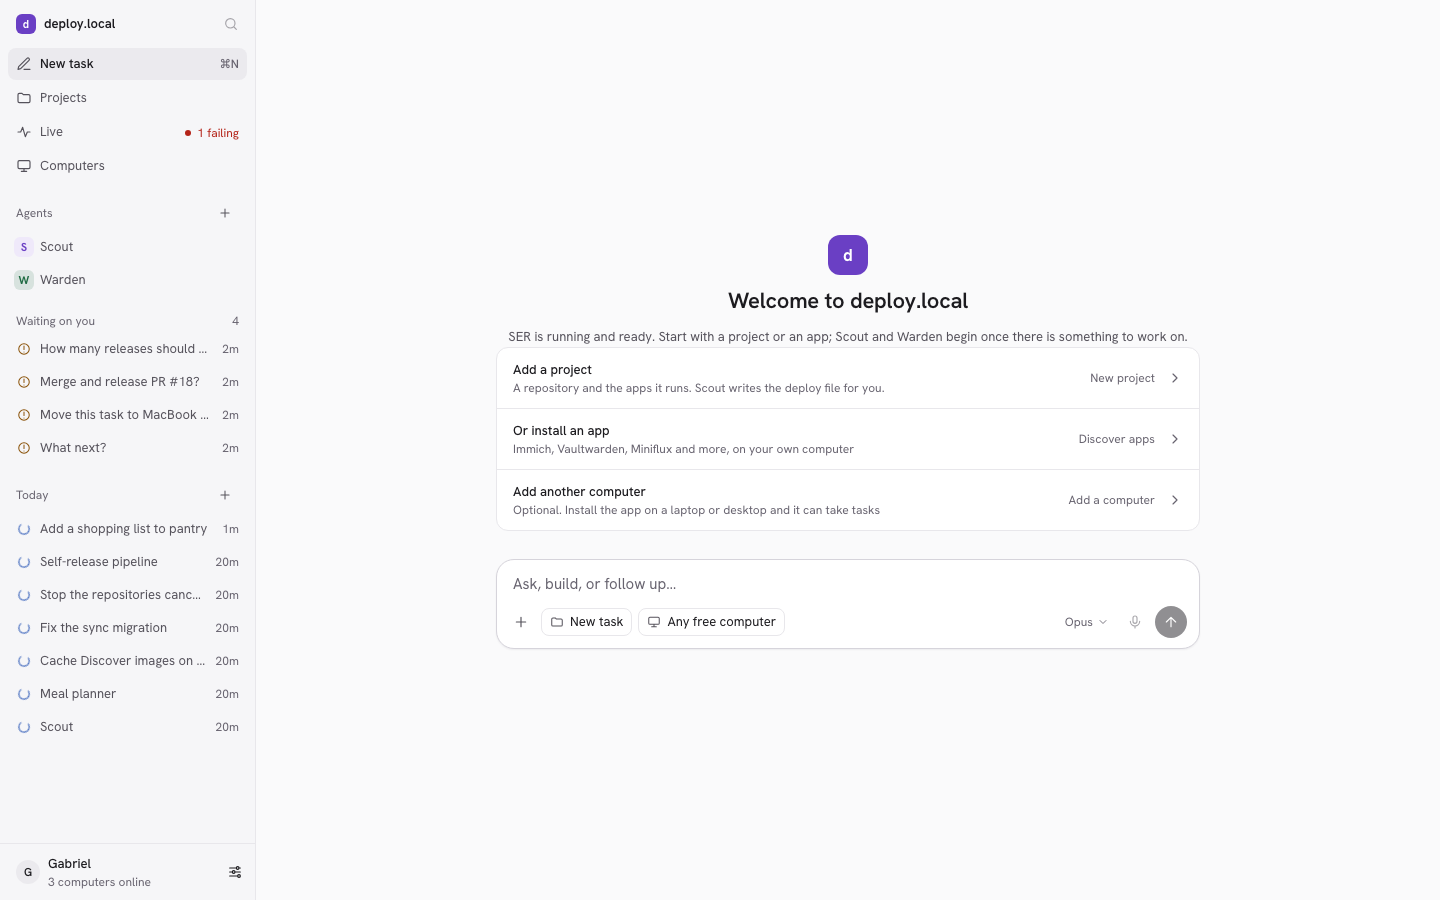 d deploy.local
New task ⌘N
Projects
Live 1 failing
Computers
Agents
S Scout
W Warden
Waiting on you 4
How many releases should ... 2m
Merge and release PR #18? 2m
Move this task to MacBook ... 2m
What next? 2m
Today
Add a shopping list to pantry 1m
Self-release pipeline 20m
Stop the repositories canc... 20m
Fix the sync migration 20m
Cache Discover images on ... 20m
Meal planner 20m
Scout 20m
G Gabriel
3 computers online
d
Welcome to deploy.local
SER is running and ready. Start with a project or an app; Scout and Warden begin once there is something to work on.
Add a project
A repository and the apps it runs. Scout writes the deploy file for you.
New project
Or install an app
Immich, Vaultwarden, Miniflux and more, on your own computer
Discover apps
Add another computer
Optional. Install the app on a laptop or desktop and it can take tasks
Add a computer
Ask, build, or follow up...
New task Any free computer Opus